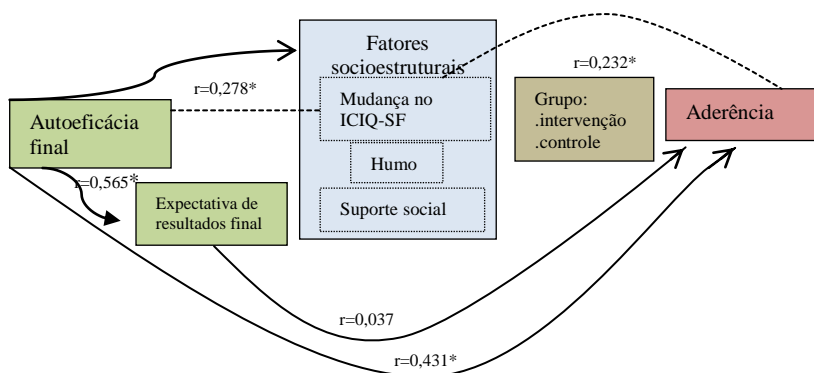 Fatores
socioestruturais
r=0,232*
r=0,278*
Mudança no
ICIQ-SF
Grupo:
.intervenção
.controle
Aderência
Autoeficácia
final
Humo
r=0,565*
Expectativa de
resultados final
Suporte social
r=0,037
r=0,431*